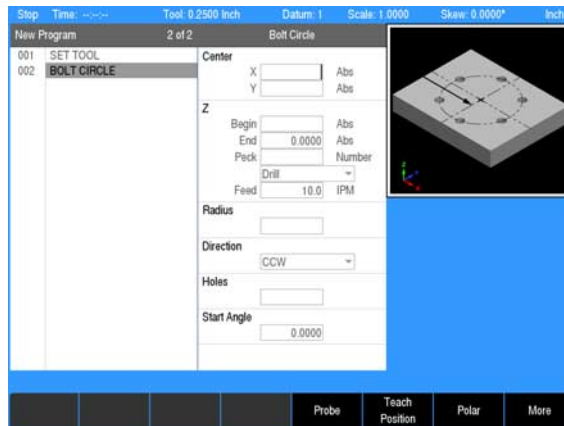 Stop Time: --:--:-- Tool: 0.2500 Inch Datum: 1 Scale: 1.0000 Skew: 0.0000° Inch
New Program 2 of 2 Bolt Circle
001 SET TOOL
002 BOLT CIRCLE
Center
X Abs
Y Abs
Z
Begin Abs
End 0.0000 Abs
Peck Number
Drill
Feed 10.0 IPM
Radius
Direction
CCW
Holes
Start Angle
0.0000
Probe Teach Position Polar More